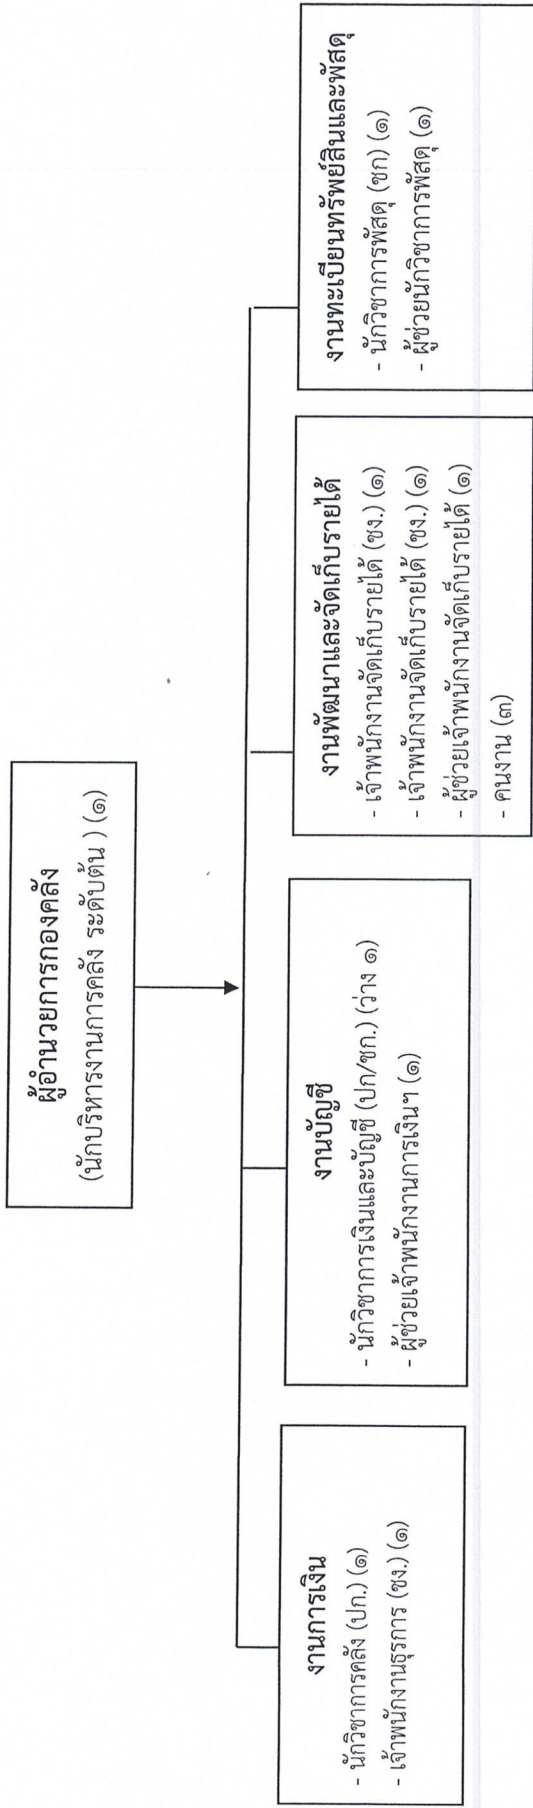 ผู้อำนวยการกองคลัง
(นักบริหารงานการคลัง ระดับต้น ) (๑)
งานการเงิน
- นักวิชาการคลัง (ปก.) (๑)
- เจ้าพนักงานธุรการ (ชง.) (๑)
งานบัญชี
- นักวิชาการเงินและบัญชี (ปก/ชก.) (ว่าง ๑)
- ผู้ช่วยเจ้าพนักงานการเงินฯ (๑)
งานพัฒนาและจัดเก็บรายได้
- เจ้าพนักงานจัดเก็บรายได้ (ชง.) (๑)
- เจ้าพนักงานจัดเก็บรายได้ (ชง.) (๑)
- ผู้ช่วยเจ้าพนักงานจัดเก็บรายได้ (๑)
- คนงาน (๓)
งานทะเบียนทรัพย์สินและพัสดุ
- นักวิชาการพัสดุ (ชก) (๑)
- ผู้ช่วยนักวิชาการพัสดุ (๑)